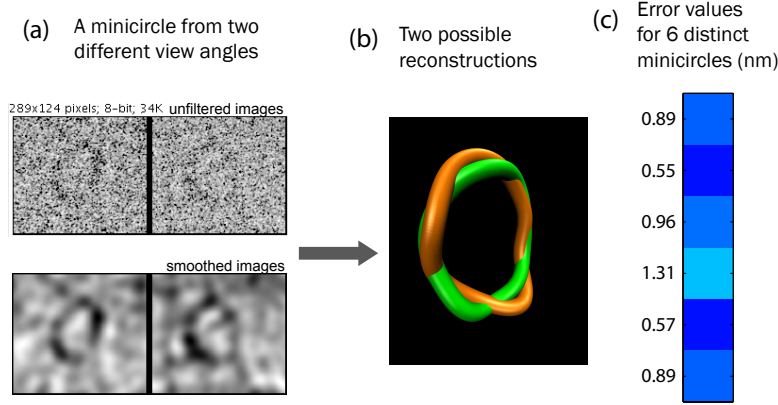 (a) A minicircle from two
different view angles
289x124 pixels; 8-bit; 34K
unfiltered images
smoothed images
(b) Two possible
reconstructions
(c) Error values
for 6 distinct
minicircles (nm)
0.89
0.55
0.96
1.31
0.57
0.89